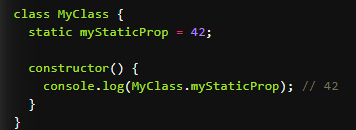 class MyClass {
  static myStaticProp = 42;

  constructor() {
    console.log(MyClass.myStaticProp); // 42
  }
}